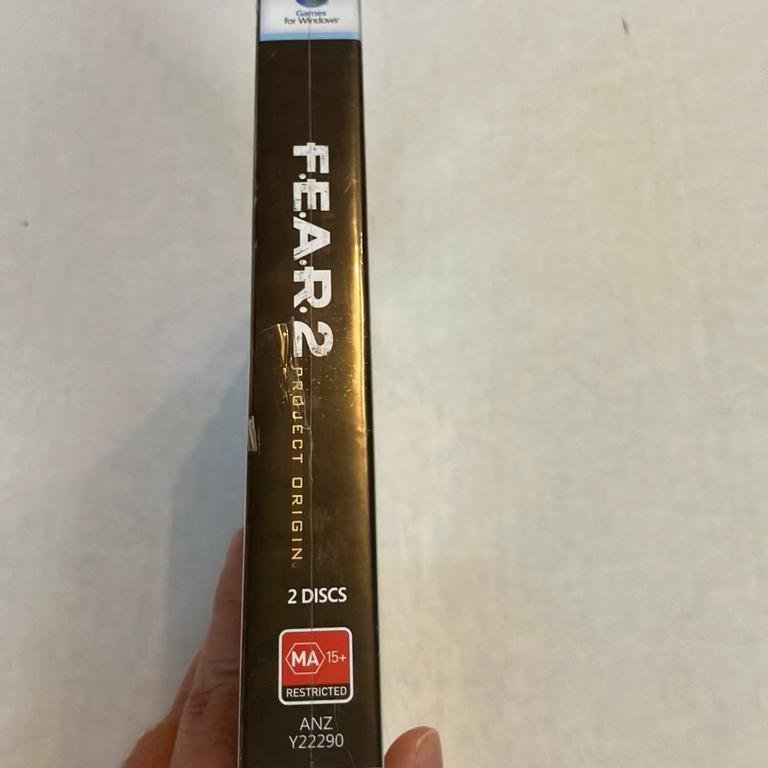 Games
for Windows
F.E.A.R.2
PROJECT ORIGIN
2 DISCS
MA 15+
RESTRICTED
ANZ
Y22290